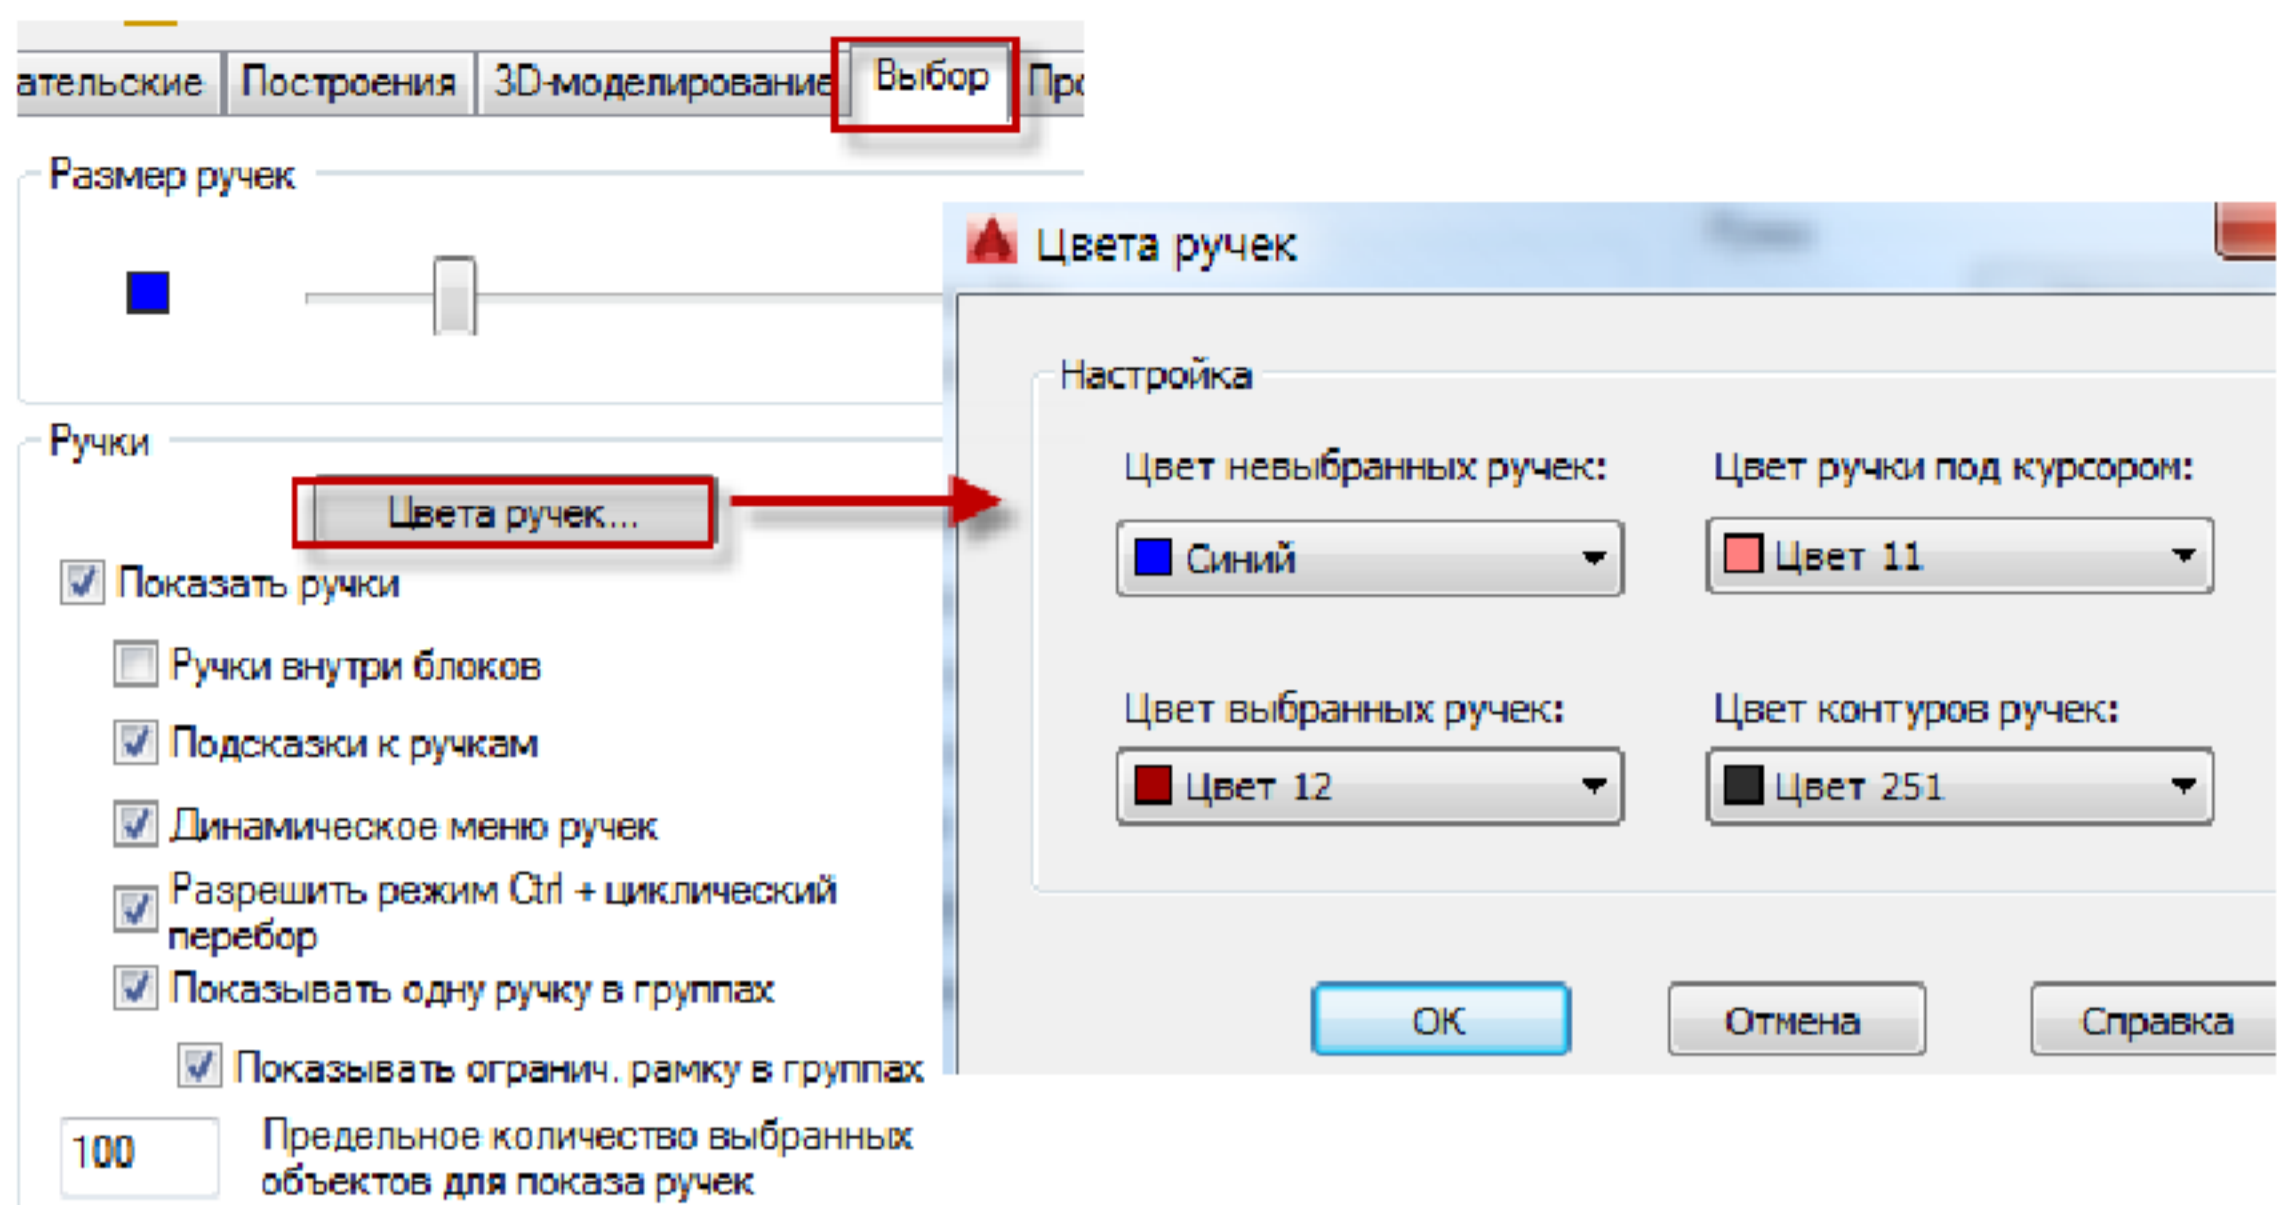 ательские Построения 3D-моделирование Выбор Про
Размер ручек
Ручки
Цвета ручек...
Показать ручки
Ручки внутри блоков
Подсказки к ручкам
Динамическое меню ручек
Разрешить режим Ctrl + циклический
перебор
Показывать одну ручку в группах
Показывать огранич. рамку в группах
100 Предельное количество выбранных
объектов для показа ручек
Цвета ручек
Настройка
Цвет невыбранных ручек: Цвет ручки под курсором:
Синий Цвет 11
Цвет выбранных ручек: Цвет контуров ручек:
Цвет 12 Цвет 251
ОК Отмена Справка